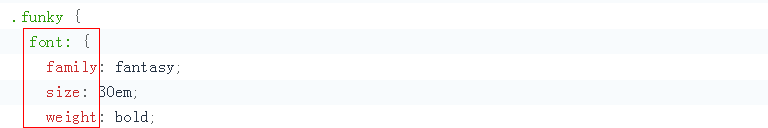 .funky {
font: {
family: fantasy;
size: 30em;
weight: bold;